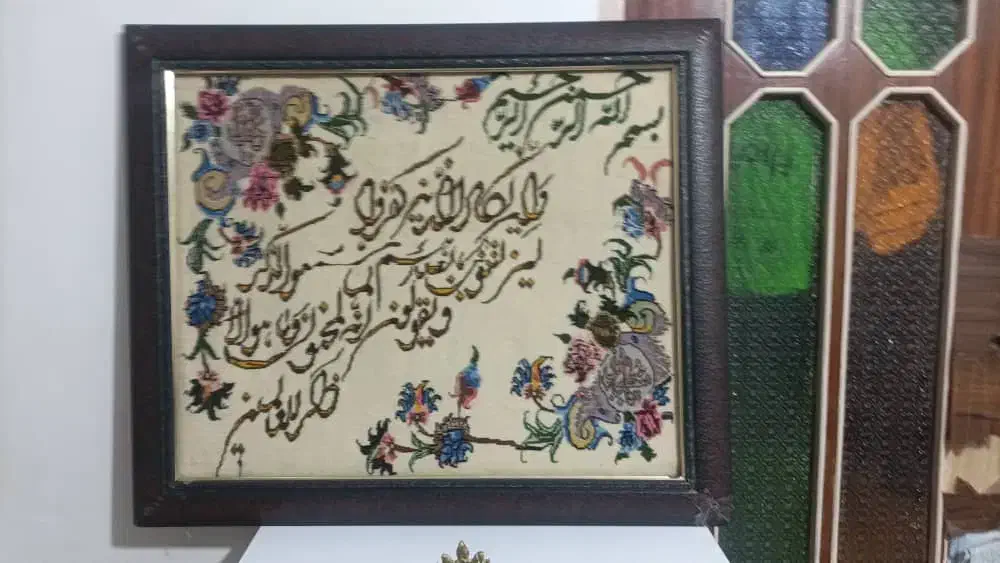 بسم الله الرحمن الرحیم
وان یکاد الذین کفروا
لیزلقونک بابصارهم لما سمعوا الذکر
ویقولون انه لمجنون وما هو الا
ذکر للعالمین